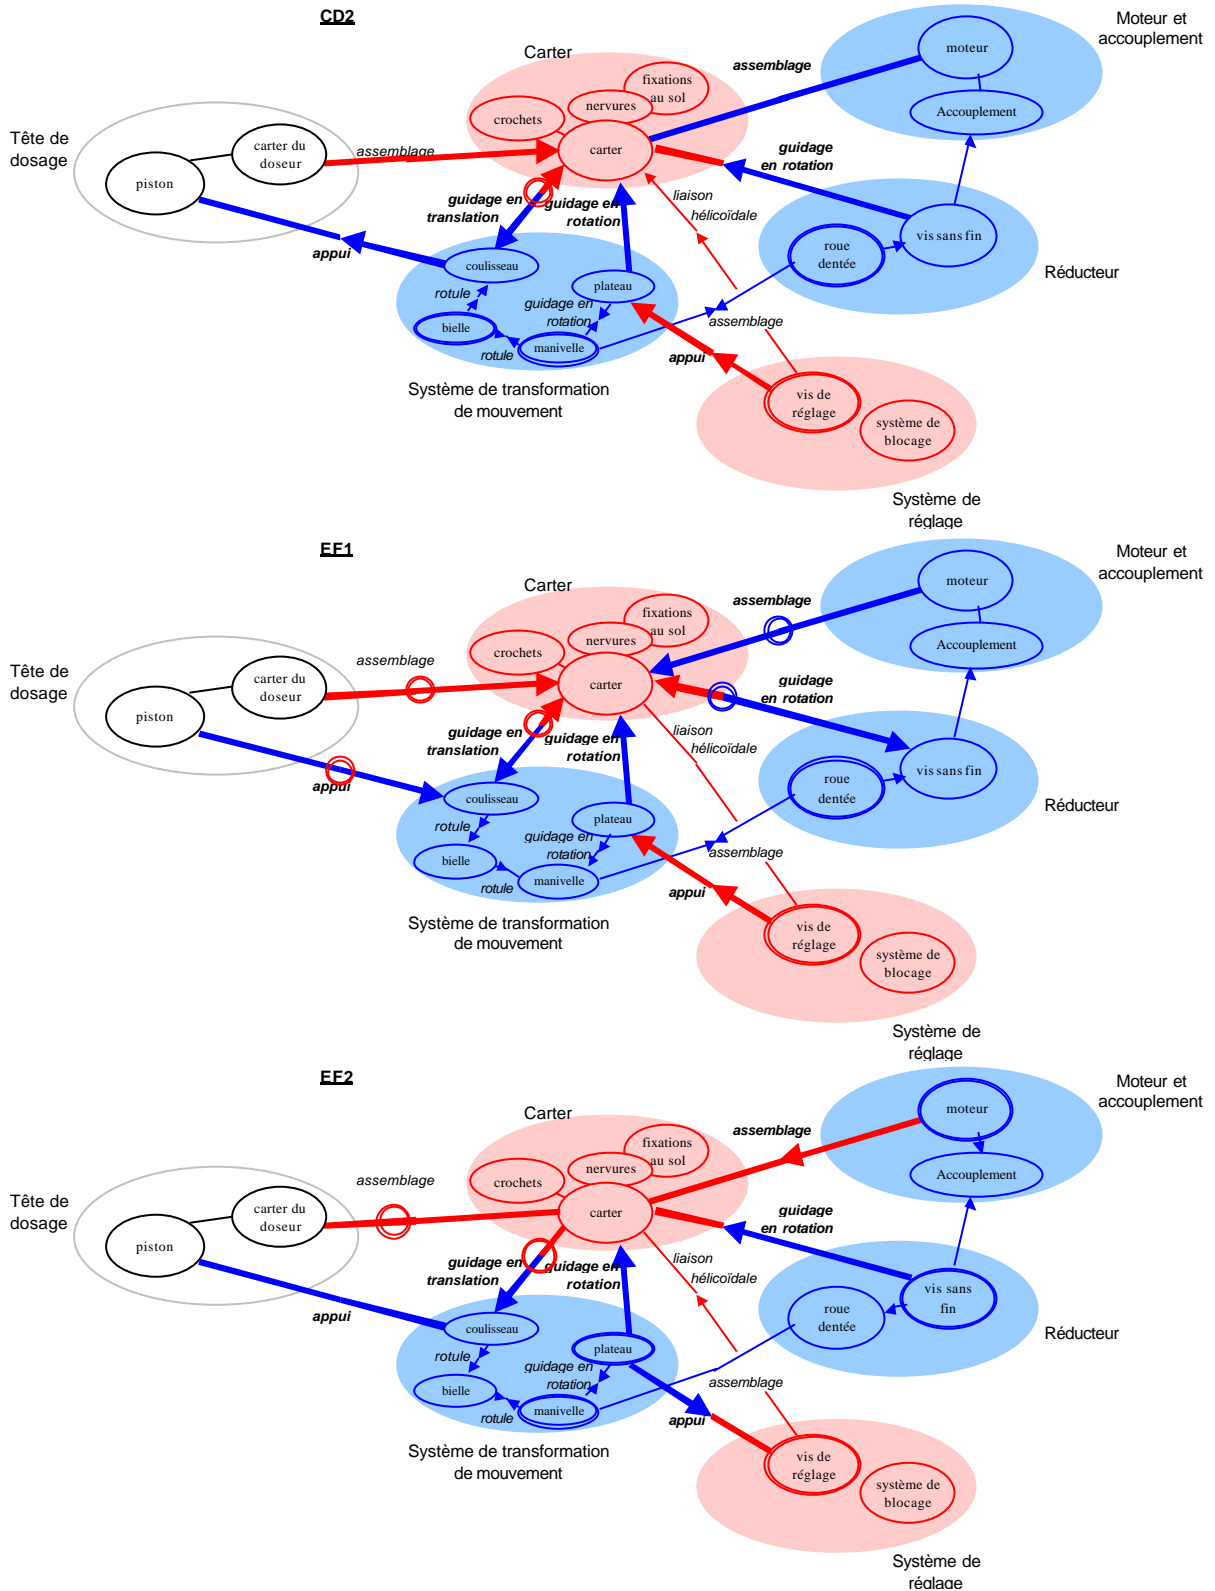 CD2
Moteur et
accouplement
moteur
Accouplement
Carter
assemblage
fixations
au sol
nervures
crochets
carter
Tête de
dosage
carter du
doseur
piston
assemblage
guidage
en rotation
guidage en
translation
guidage en
rotation
liaison
hélicoïdale
vis sans fin
roue
dentée
Réducteur
appui
coulisseau
rotule
plateau
guidage en
rotation
bielle
rotule
manivelle
assemblage
appui
Système de transformation
de mouvement
vis de
réglage
système de
blocage
Système de
réglage
EF1
Moteur et
accouplement
moteur
Accouplement
Carter
assemblage
fixations
au sol
nervures
crochets
carter
Tête de
dosage
carter du
doseur
piston
assemblage
guidage
en rotation
guidage en
translation
guidage en
rotation
liaison
hélicoïdale
vis sans fin
roue
dentée
Réducteur
appui
coulisseau
rotule
plateau
guidage en
rotation
bielle
rotule
manivelle
assemblage
appui
Système de transformation
de mouvement
vis de
réglage
système de
blocage
Système de
réglage
EF2
Moteur et
accouplement
moteur
Accouplement
Carter
assemblage
fixations
au sol
nervures
crochets
carter
Tête de
dosage
carter du
doseur
piston
assemblage
guidage
en rotation
guidage en
translation
guidage en
rotation
liaison
hélicoïdale
vis sans
fin
roue
dentée
Réducteur
appui
coulisseau
rotule
plateau
guidage en
rotation
bielle
rotule
manivelle
assemblage
appui
Système de transformation
de mouvement
vis de
réglage
système de
blocage
Système de
réglage